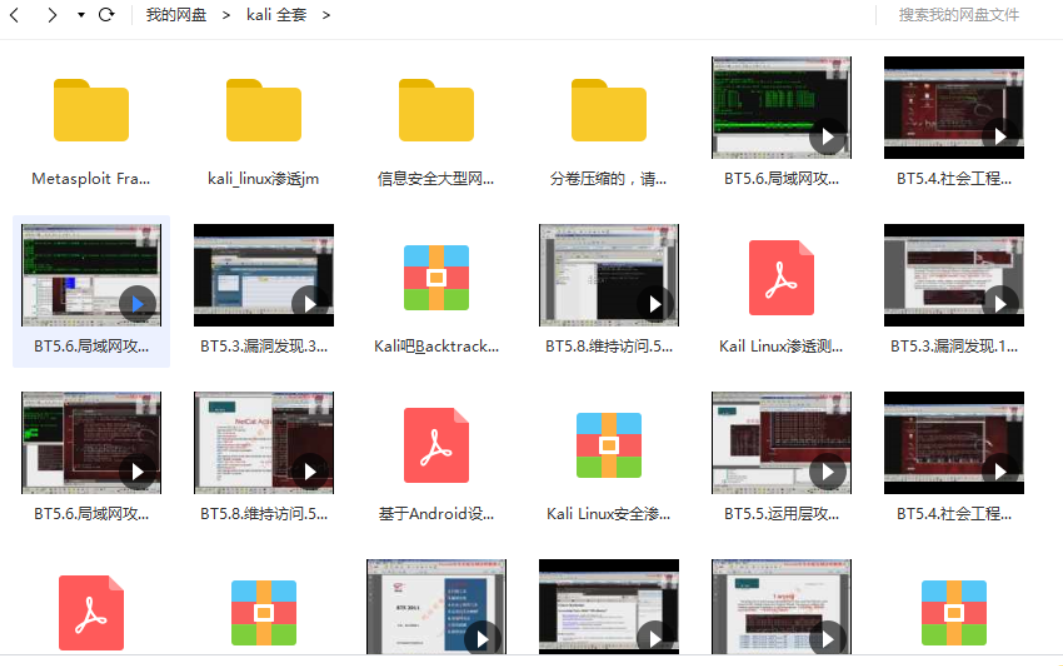 我的网盘 > kali 全套 >
搜索我的网盘文件
Metasploit Fra...
kali_linux渗透jm
信息安全大型网...
分卷压缩的，请...
BT5.6.局域网攻...
BT5.4.社会工程...
BT5.6.局域网攻...
BT5.3.漏洞发现.3...
Kali吧Backtrack...
BT5.8.维持访问.5...
Kail Linux渗透测...
BT5.3.漏洞发现.1...
BT5.6.局域网攻...
BT5.8.维持访问.5...
基于Android设...
Kali Linux安全渗...
BT5.5.运用层攻...
BT5.4.社会工程...